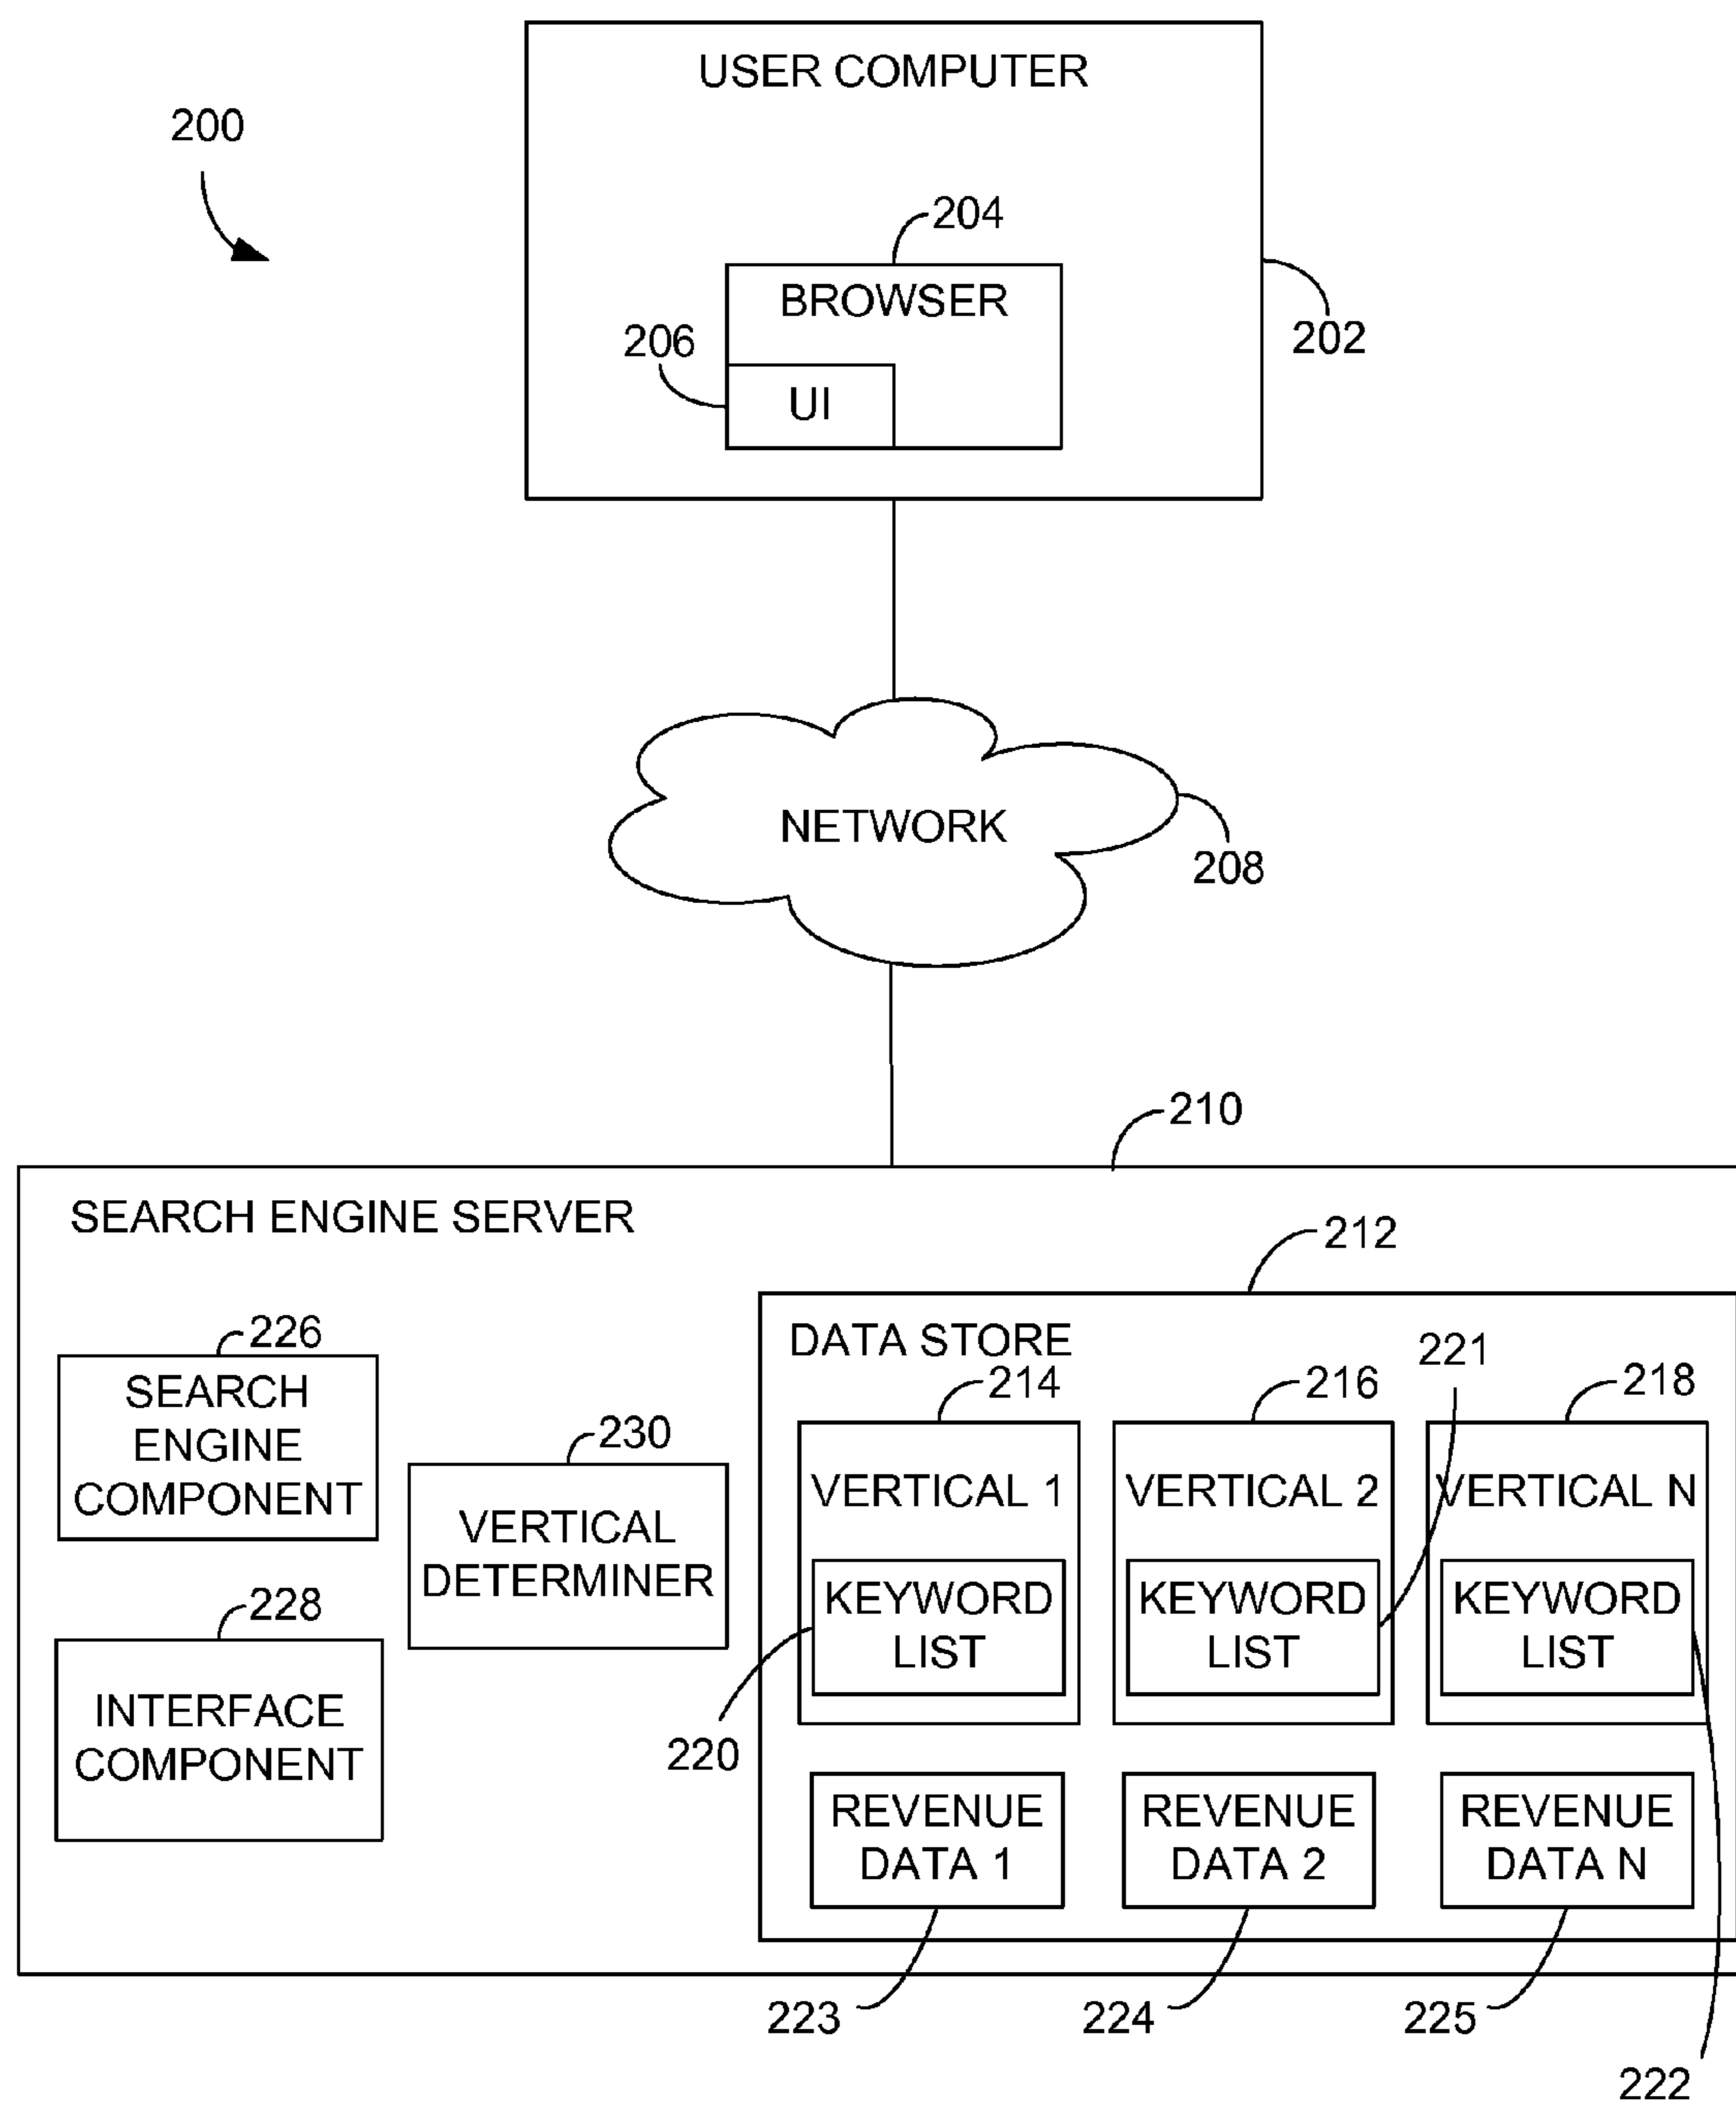 USER COMPUTER
200
204
BROWSER
206
202
UI
NETWORK
208
210
SEARCH ENGINE SERVER
212
226
DATA STORE
221
214
216
218
SEARCH
ENGINE
COMPONENT
230
VERTICAL
DETERMINER
VERTICAL 1
VERTICAL 2
VERTICAL N
KEYWORD
LIST
KEYWORD
LIST
KEYWORD
LIST
228
INTERFACE
COMPONENT
220
REVENUE
DATA 1
REVENUE
DATA 2
REVENUE
DATA N
223
224
225
222